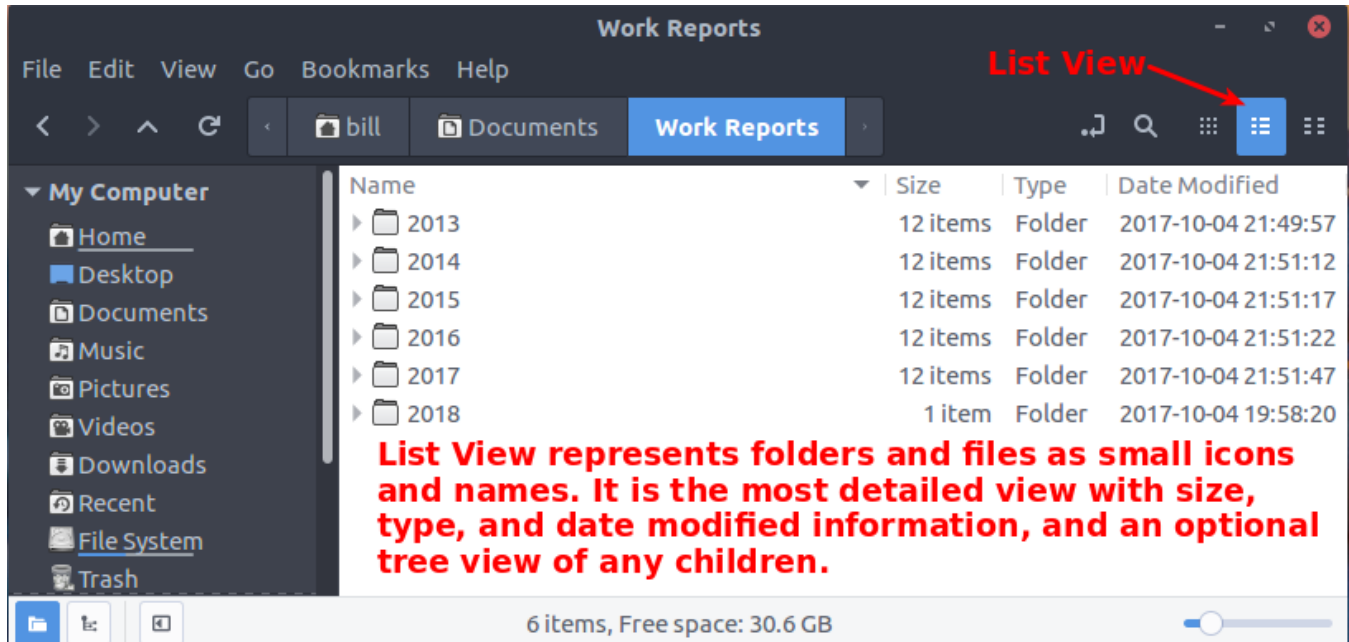 Work Reports
File Edit View Go Bookmarks Help
List View
bill Documents Work Reports
My Computer
Home
Desktop
Documents
Music
Pictures
Videos
Downloads
Recent
File System
Trash
Name Size Type Date Modified
2013 12 items Folder 2017-10-04 21:49:57
2014 12 items Folder 2017-10-04 21:51:12
2015 12 items Folder 2017-10-04 21:51:17
2016 12 items Folder 2017-10-04 21:51:22
2017 12 items Folder 2017-10-04 21:51:47
2018 1 item Folder 2017-10-04 19:58:20
List View represents folders and files as small icons
and names. It is the most detailed view with size,
type, and date modified information, and an optional
tree view of any children.
6 items, Free space: 30.6 GB